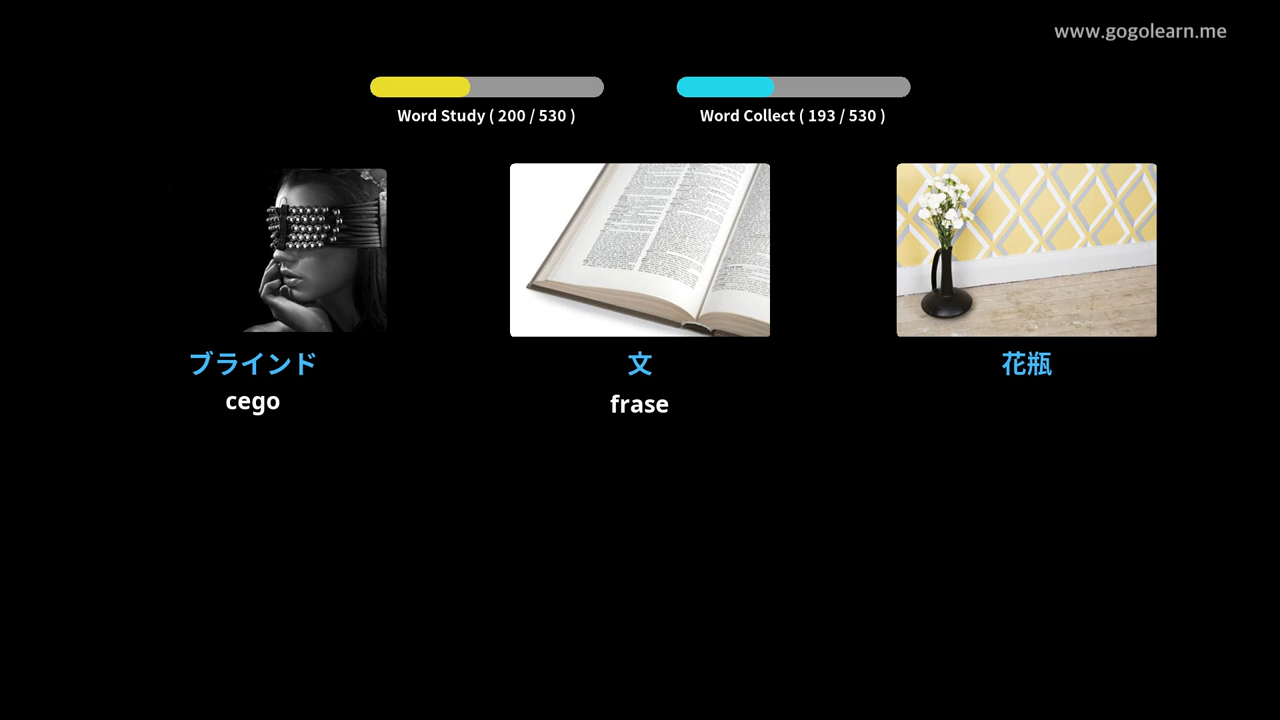 www.gogolearn.me
Word Study ( 200 / 530 )
Word Collect ( 193 / 530 )
ブラインド
文
花瓶
cego
frase